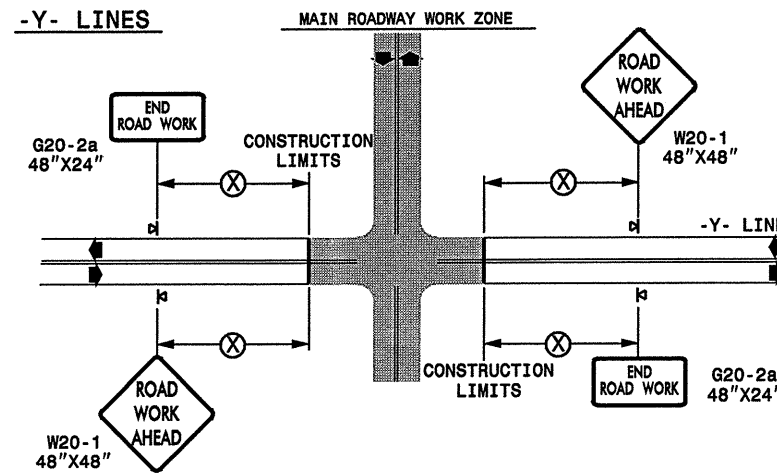 -Y- LINES
MAIN ROADWAY WORK ZONE
END
ROAD WORK
G20-2a
48"X24"
CONSTRUCTION
LIMITS
X
X
ROAD
WORK
AHEAD
W20-1
48"X48"
-Y- LINE
X
X
ROAD
WORK
AHEAD
W20-1
48"X48"
CONSTRUCTION
LIMITS
END
ROAD WORK
G20-2a
48"X24"